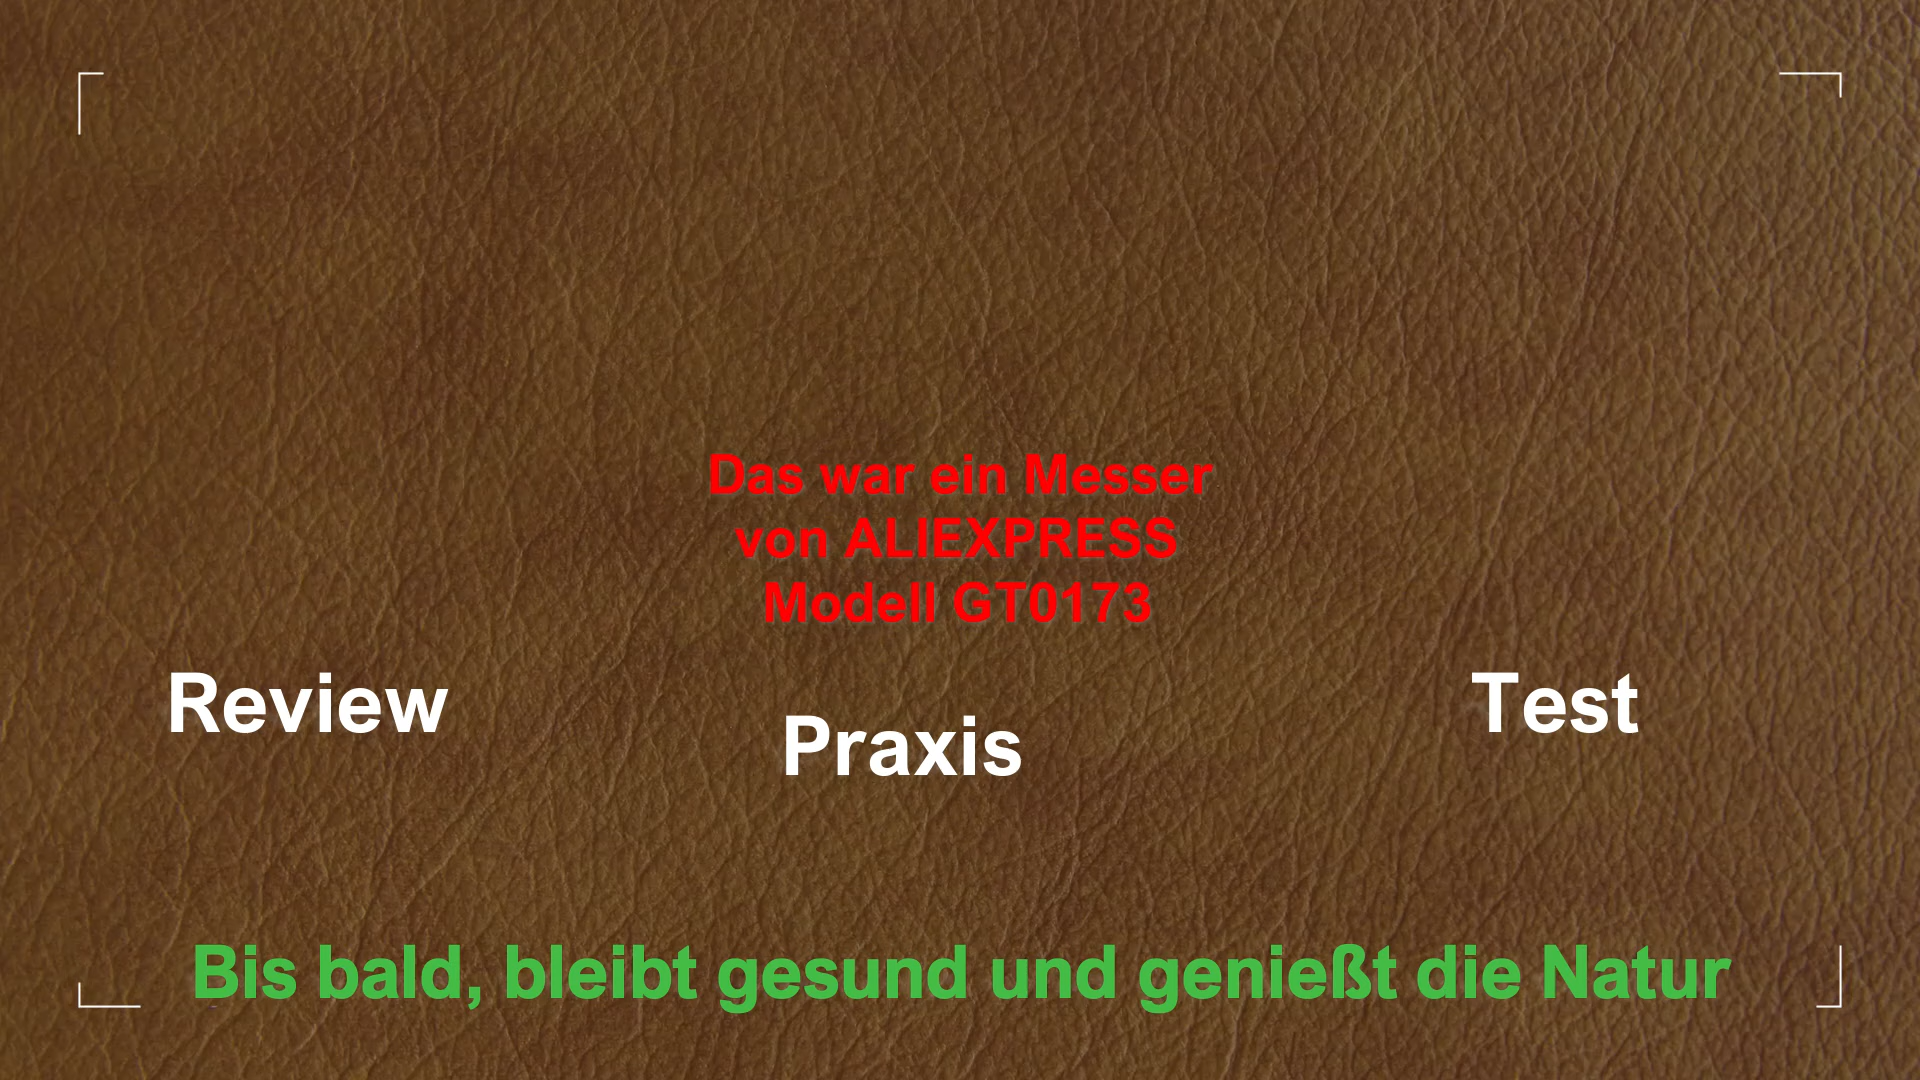 Das war ein Messer
von ALIEXPRESS
Modell GT0173
Review
Praxis
Test
Bis bald, bleibt gesund und genießt die Natur